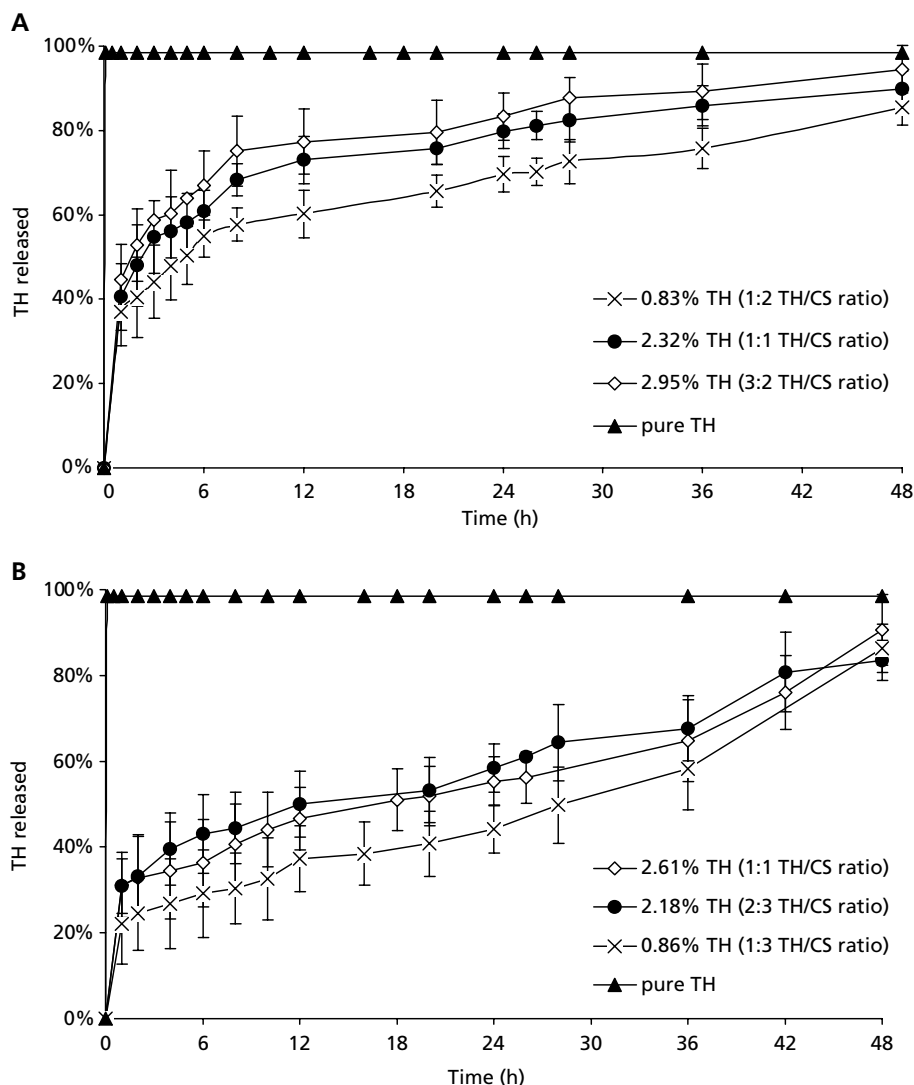 A
100%
80%
60%
40%
20%
0%
TH released
0.83% TH (1:2 TH/CS ratio)
2.32% TH (1:1 TH/CS ratio)
2.95% TH (3:2 TH/CS ratio)
pure TH
0 6 12 18 24 30 36 42 48
Time (h)
B
100%
80%
60%
40%
20%
0%
TH released
2.61% TH (1:1 TH/CS ratio)
2.18% TH (2:3 TH/CS ratio)
0.86% TH (1:3 TH/CS ratio)
pure TH
0 6 12 18 24 30 36 42 48
Time (h)